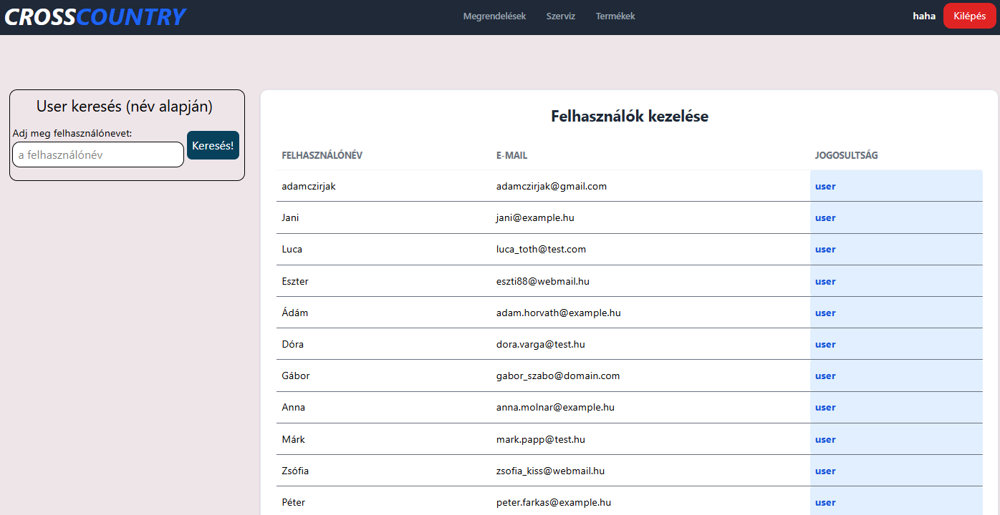 CROSSCOUNTRY Megrendelések Szerviz Termékek haha Kilépés
User keresés (név alapján)
Adj meg felhasználónevet:
a felhasználónév Keresés!
Felhasználók kezelése
FELHASZNÁLÓNÉV E-MAIL JOGOSULTSÁG
adamczirjak adamczirjak@gmail.com user
Jani jani@example.hu user
Luca luca_toth@test.com user
Eszter eszti88@webmail.hu user
Ádám adam.horvath@example.hu user
Dóra dora.varga@test.hu user
Gábor gabor_szabo@domain.com user
Anna anna.molnar@example.hu user
Márk mark.papp@test.hu user
Zsófia zsofia_kiss@webmail.hu user
Péter peter.farkas@example.hu user